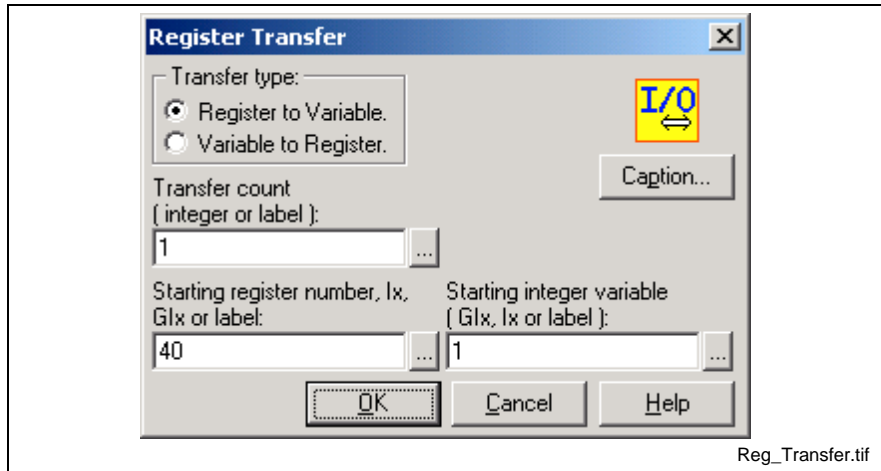 Register Transfer
Transfer type:
Register to Variable.
Variable to Register.
I/O
Caption...
Transfer count
( integer or label ):
1
...
Starting register number, Ix,
GIx or label:
40
...
Starting integer variable
( GIx, Ix or label ):
1
...
OK
Cancel
Help
Reg_Transfer.tif